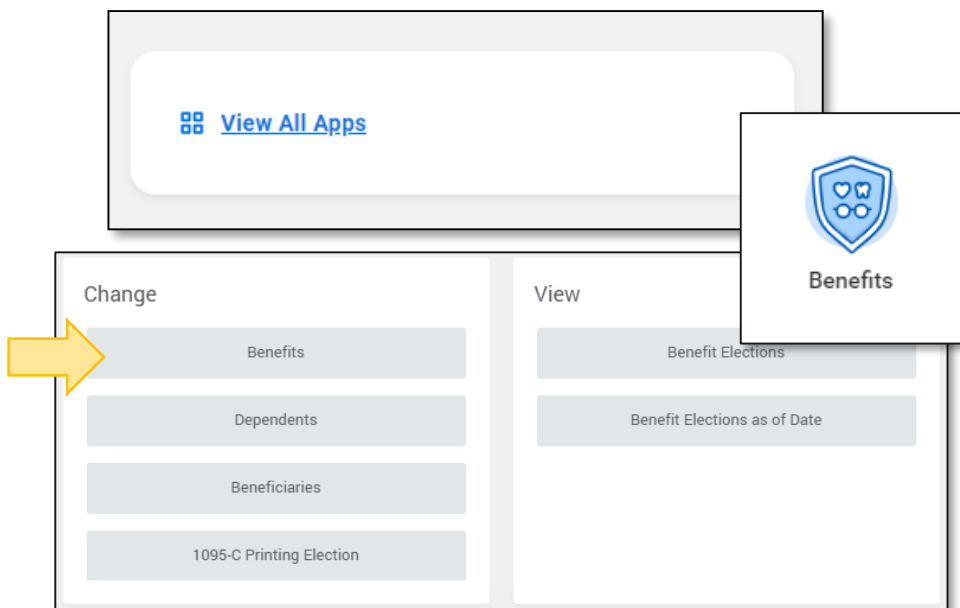 View All Apps
Benefits
Change
Benefits
Dependents
Beneficiaries
1095-C Printing Election
View
Benefit Elections
Benefit Elections as of Date